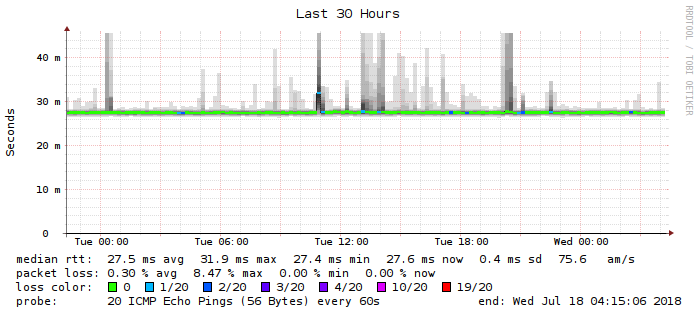 Last 30 Hours
RRDTOOL / TOBI OETIKER
Seconds
40 m
30 m
20 m
10 m
0
Tue 00:00 Tue 06:00 Tue 12:00 Tue 18:00 Wed 00:00
median rtt: 27.5 ms avg 31.9 ms max 27.4 ms min 27.6 ms now 0.4 ms sd 75.6 am/s
packet loss: 0.30 % avg 8.47 % max 0.00 % min 0.00 % now
loss color: 0 1/20 2/20 3/20 4/20 10/20 19/20
probe: 20 ICMP Echo Pings (56 Bytes) every 60s end: Wed Jul 18 04:15:06 2018